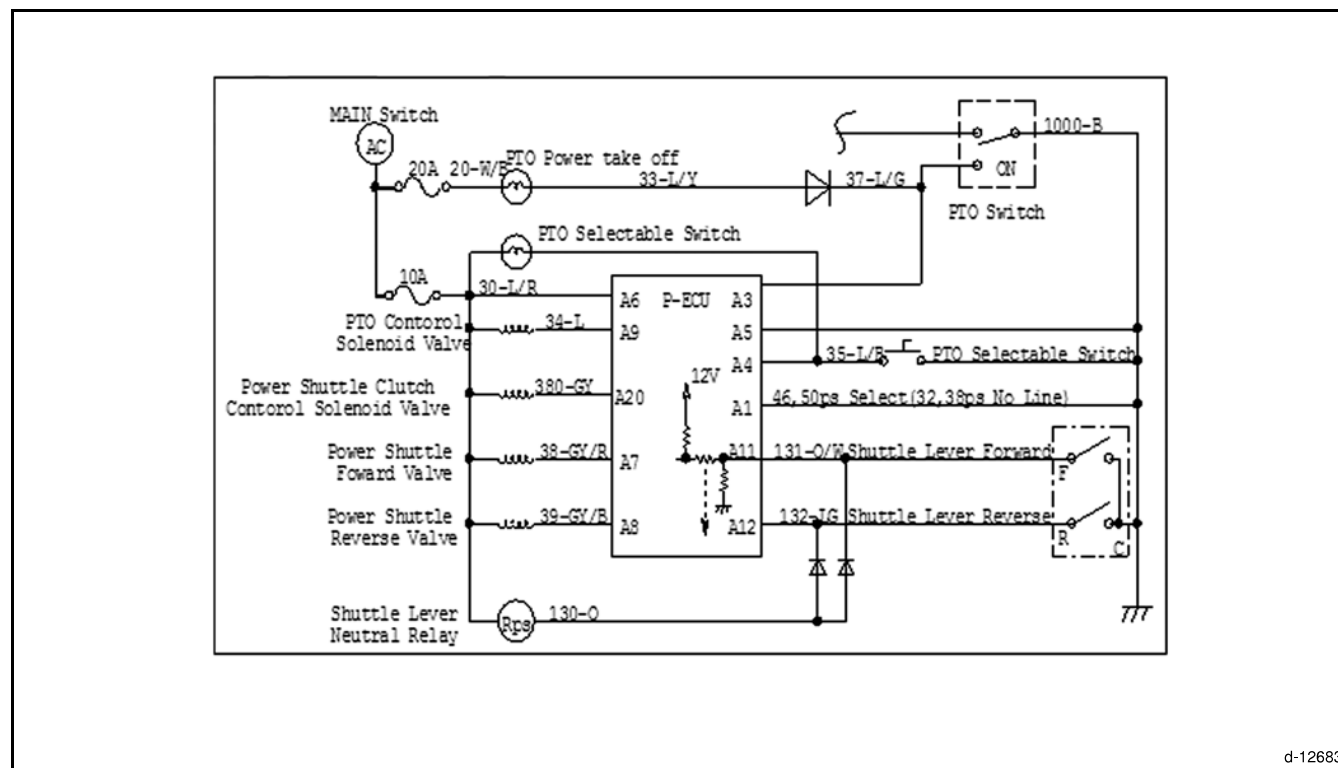 MAIN Switch
AC
20A
20-W/B
PTO Power take off
33-L/Y
37-L/G
1000-B
ON
PTO Switch
PTO Selectable Switch
10A
30-L/R
A6
P-ECU
A3
PTO Contorol
Solenoid Valve
34-L
A9
A5
A4
35-L/B
PTO Selectable Switch
12V
Power Shuttle Clutch
Contorol Solenoid Valve
380-GY
A20
A1
46,50ps Select(32,38ps No Line)
Power Shuttle
Foward Valve
38-GY/R
A7
A11
131-O/W
Shuttle Lever Forward
F
Power Shuttle
Reverse Valve
39-GY/B
A8
A12
132-LG
Shuttle Lever Reverse
R
C
Shuttle Lever
Neutral Relay
Rps
130-O
d-12683